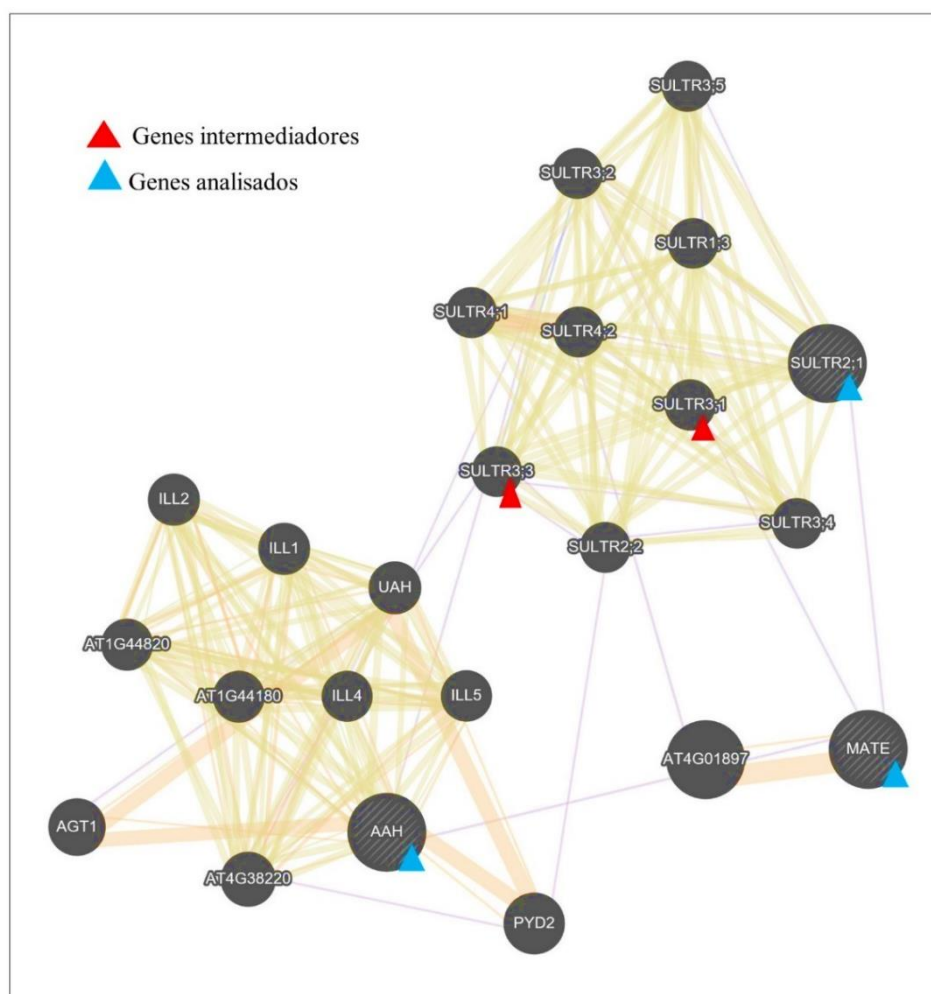 SULTR3;5
Genes intermediadores
SULTR3;2
Genes analisados
SULTR1;3
SULTR4;1
SULTR4;2
SULTR2;1
SULTR3;1
SULTR3;3
ILL2
SULTR3;4
ILL1
SULTR2;2
UAH
AT1G44820
AT1G44180
ILL4
ILL5
MATE
AT4G01897
AGT1
AAH
AT4G38220
PYD2